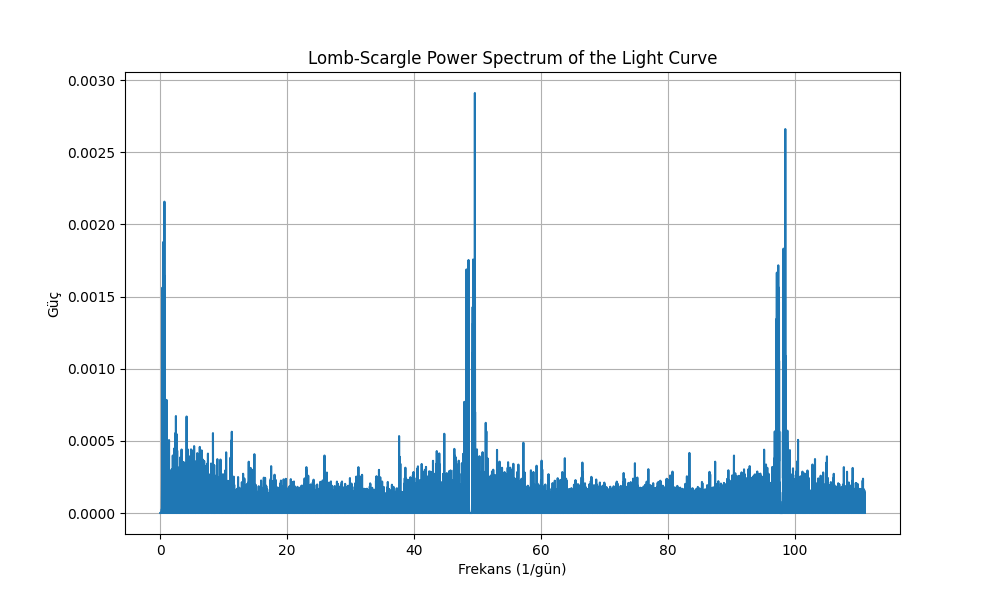 Lomb-Scargle Power Spectrum of the Light Curve
0.0030
0.0025
0.0020
0.0015
0.0010
0.0005
0.0000
Güç
0 20 40 60 80 100
Frekans (1/gün)